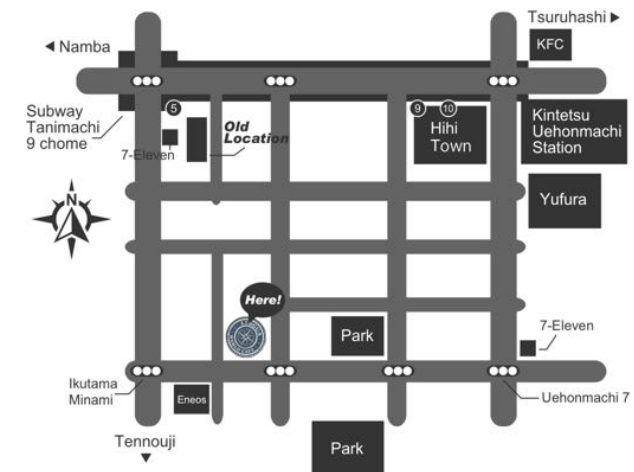 Tsuruhashi ▶
◀ Namba
KFC
Subway
Tanimachi
9 chome
5
7-Eleven
Old
Location
9
10
Hihi
Town
Kintetsu
Uehonmachi
Station
Yufura
N
Here!
Park
7-Eleven
Ikutama
Minami
Eneos
Uehonmachi 7
Tennouji
▼
Park